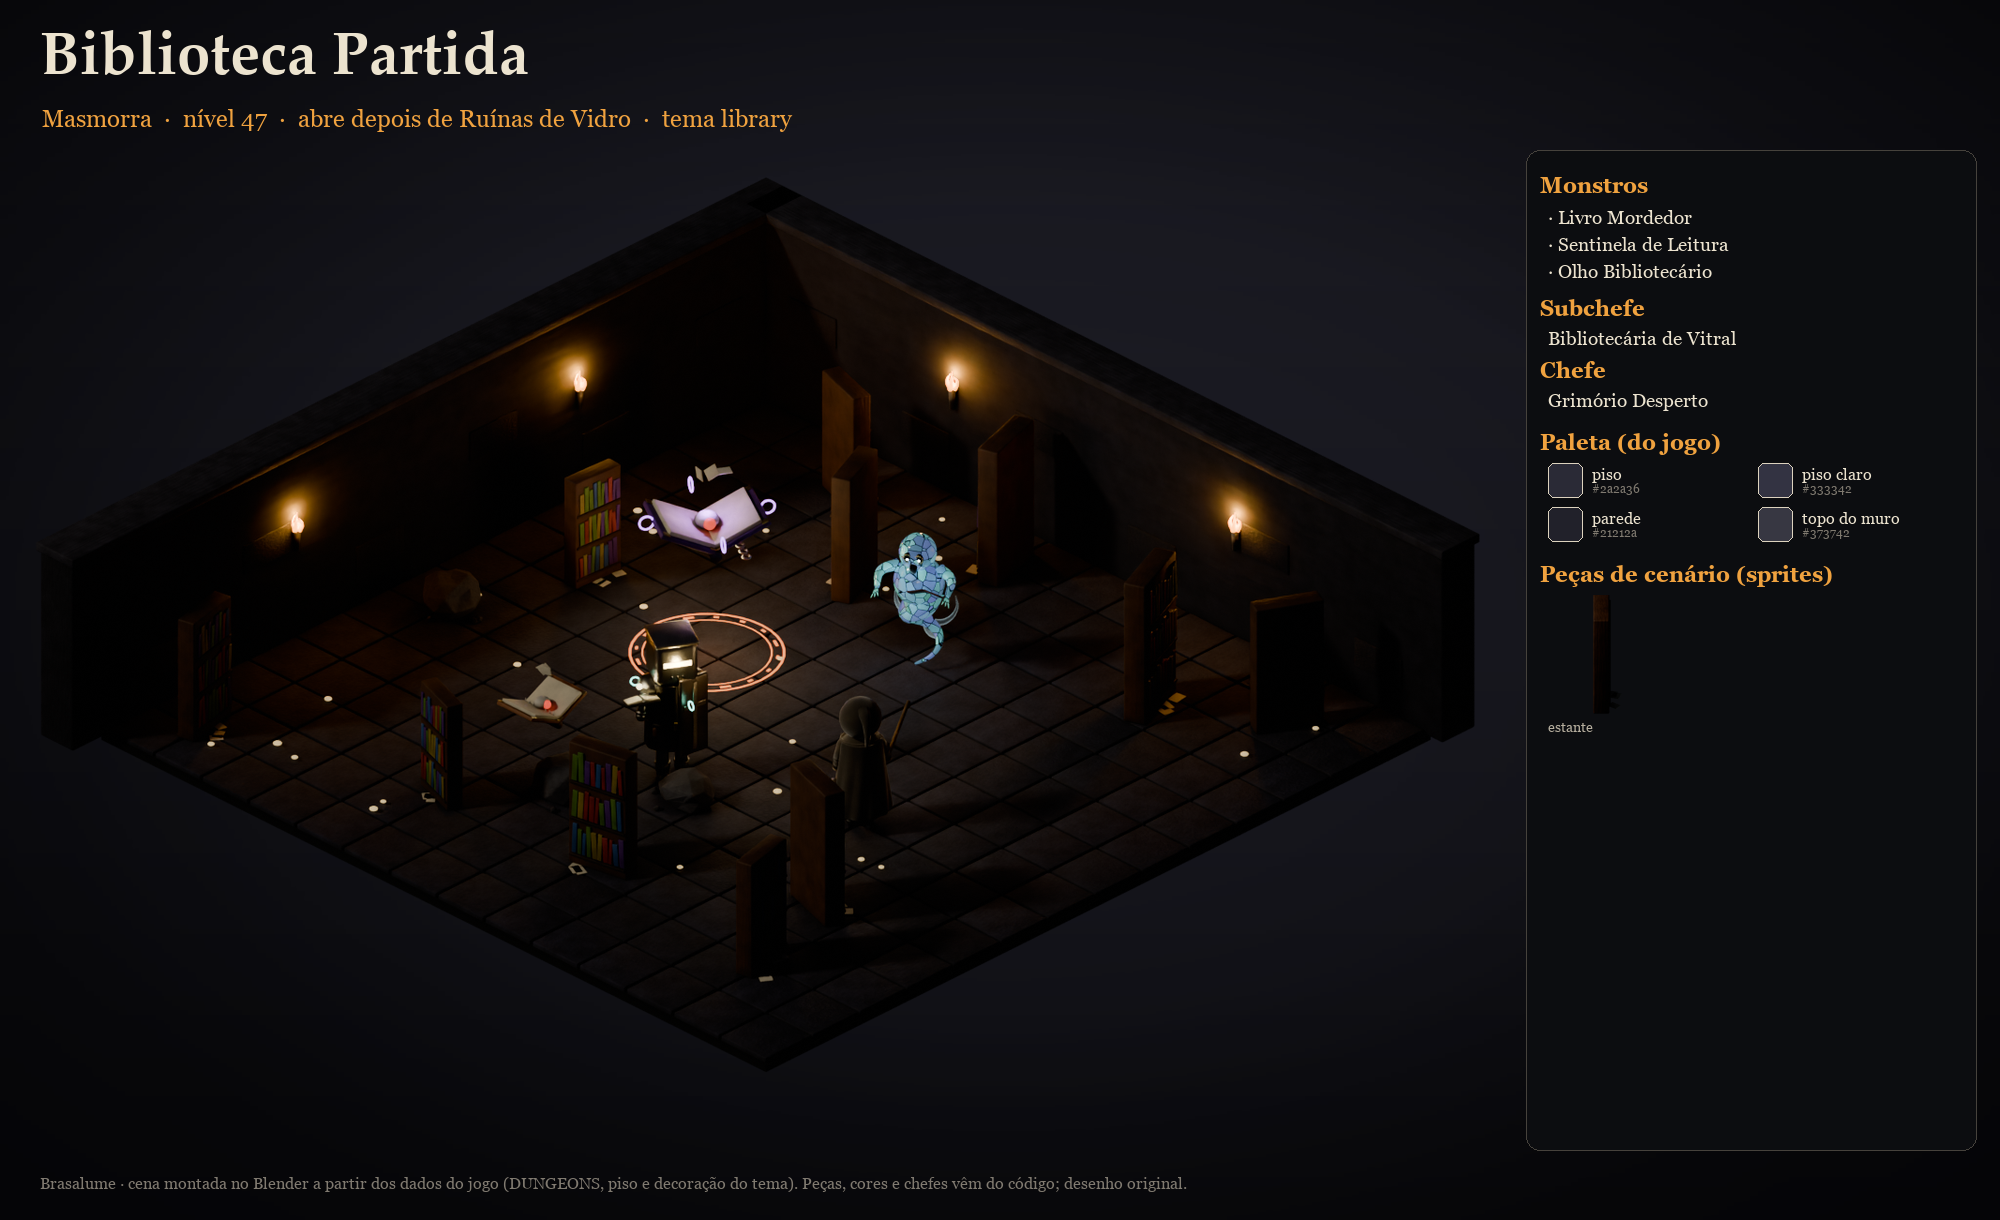 Biblioteca Partida
Masmorra · nível 47 · abre depois de Ruínas de Vidro · tema library
Monstros
· Livro Mordedor
· Sentinela de Leitura
· Olho Bibliotecário
Subchefe
Bibliotecária de Vitral
Chefe
Grimório Desperto
Paleta (do jogo)
piso
#2a2a36
piso claro
#333342
parede
#21212a
topo do muro
#373742
Peças de cenário (sprites)
estante
Brasalume · cena montada no Blender a partir dos dados do jogo (DUNGEONS, piso e decoração do tema). Peças, cores e chefes vêm do código; desenho original.